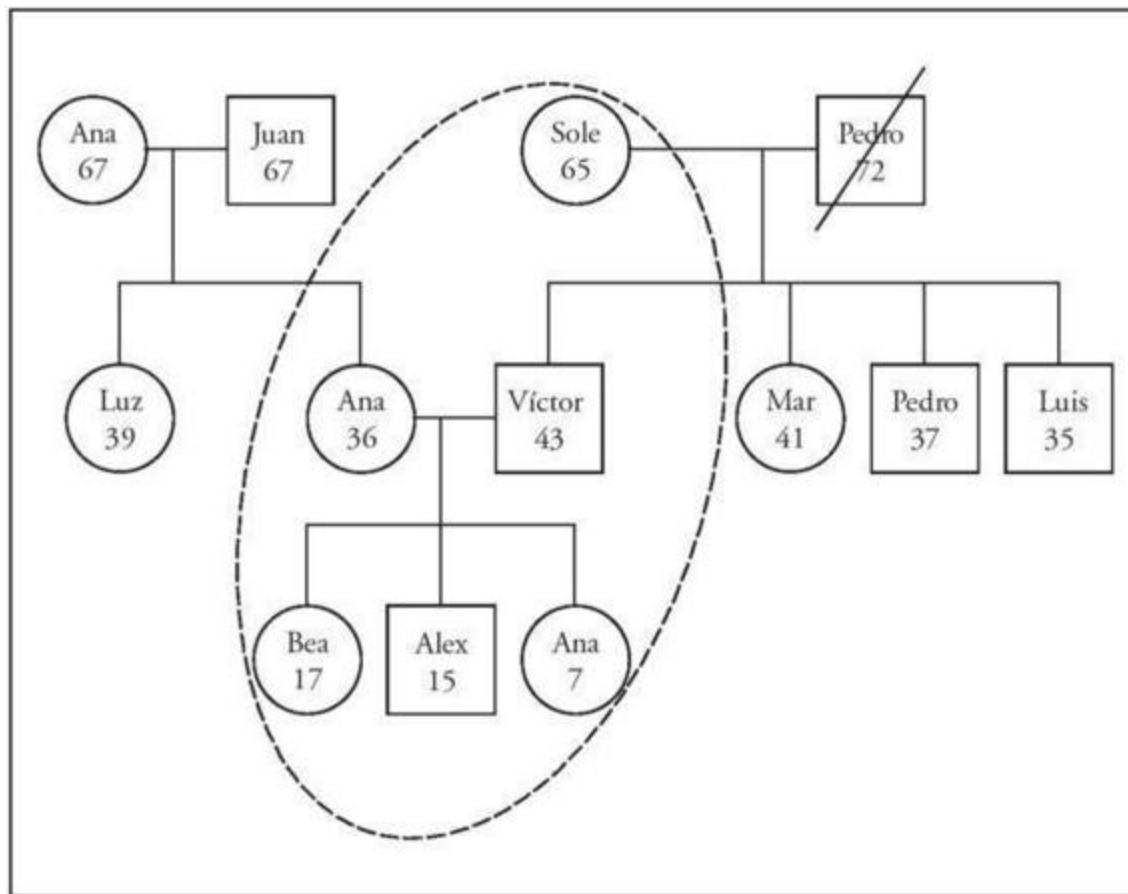 Ana
67
Juan
67
Sole
65
Pedro
72
Luz
39
Ana
36
Víctor
43
Mar
41
Pedro
37
Luis
35
Bea
17
Alex
15
Ana
7